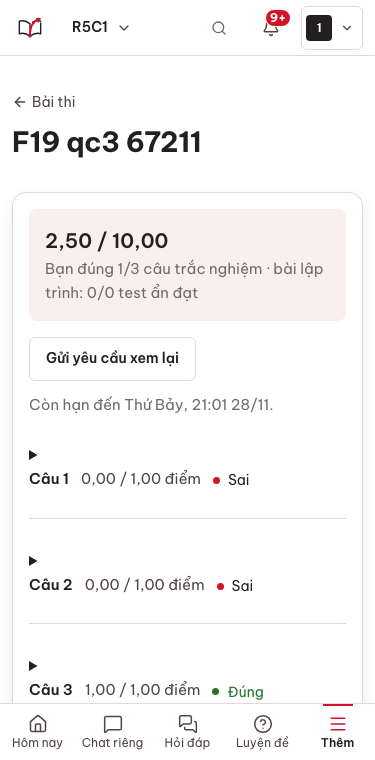 R5C1
9+
1
← Bài thi
F19 qc3 67211
2,50 / 10,00
Bạn đúng 1/3 câu trắc nghiệm · bài lập
trình: 0/0 test ẩn đạt
Gửi yêu cầu xem lại
Còn hạn đến Thứ Bảy, 21:01 28/11.
Câu 1 0,00 / 1,00 điểm Sai
Câu 2 0,00 / 1,00 điểm Sai
Câu 3 1,00 / 1,00 điểm Đúng
Hôm nay Chat riêng Hỏi đáp Luyện đề Thêm